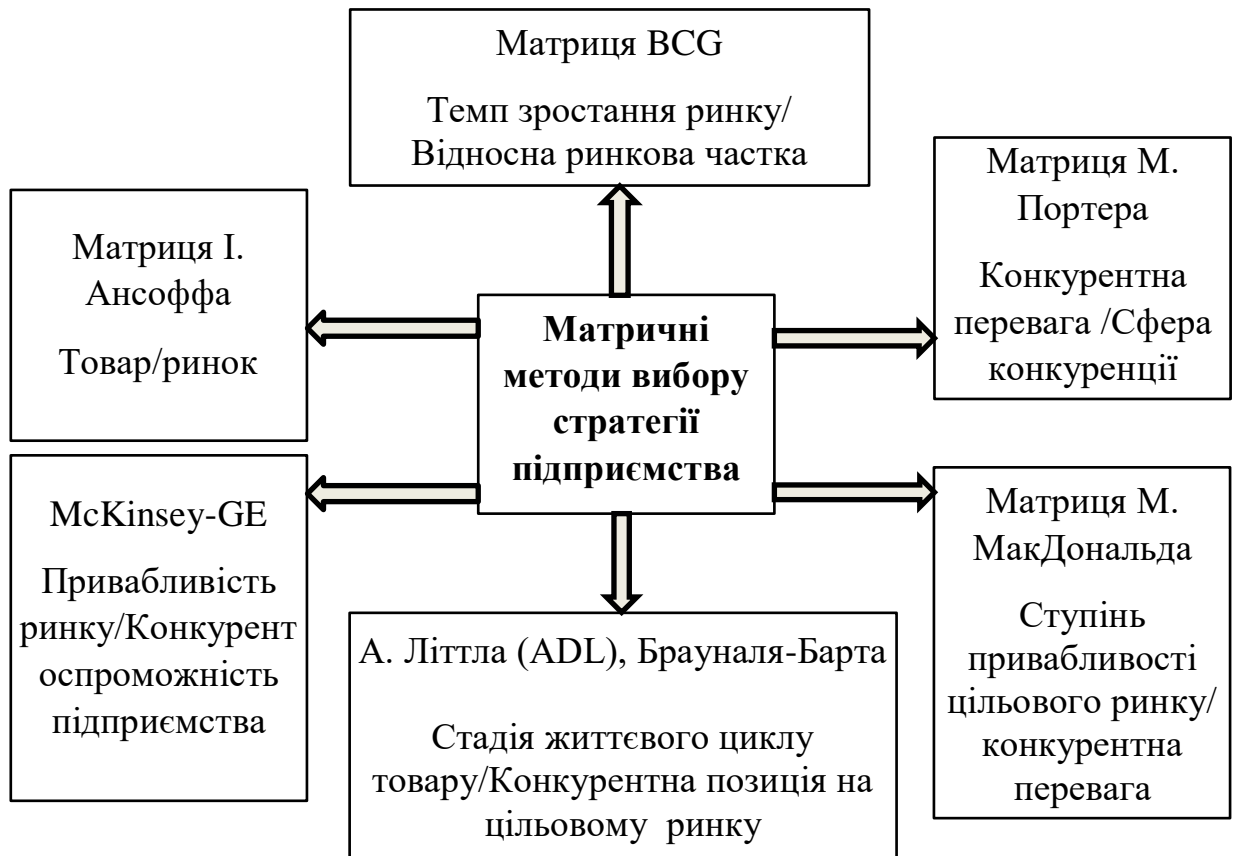 Матриця BCG
Темп зростання ринку/
Відносна ринкова частка
Матриця І.
Ансоффа
Товар/ринок
Матричні
методи вибору
стратегії
підприємства
Матриця М.
Портера
Конкурентна
перевага /Сфера
конкуренції
McKinsey-GE
Привабливість
ринку/Конкурент
оспроможність
підприємства
А. Літтла (ADL), Брауналя-Барта
Стадія життєвого циклу
товару/Конкурентна позиція на
цільовому ринку
Матриця М.
МакДональда
Ступінь
привабливості
цільового ринку/
конкурентна
перевага